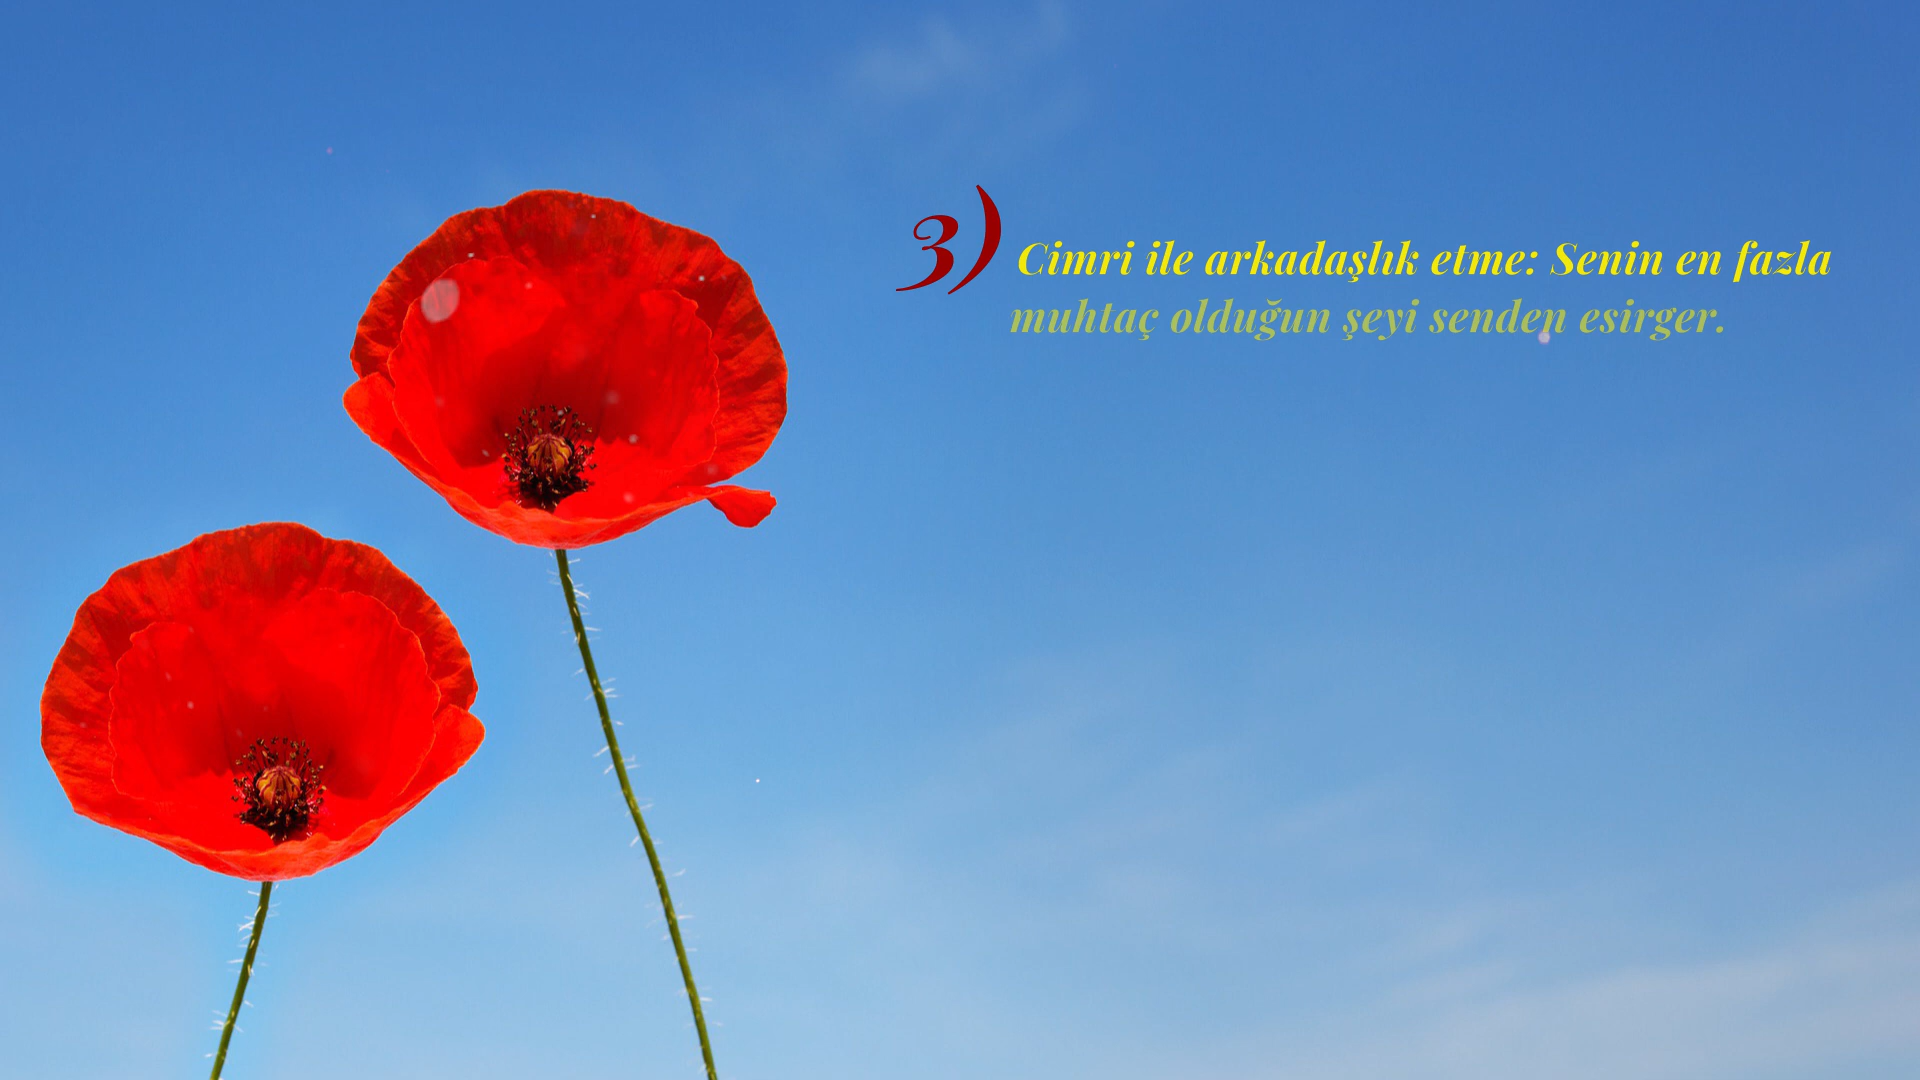 3) Cimri ile arkadaşlık etme: Senin en fazla
muhtaç olduğun şeyi senden esirger.